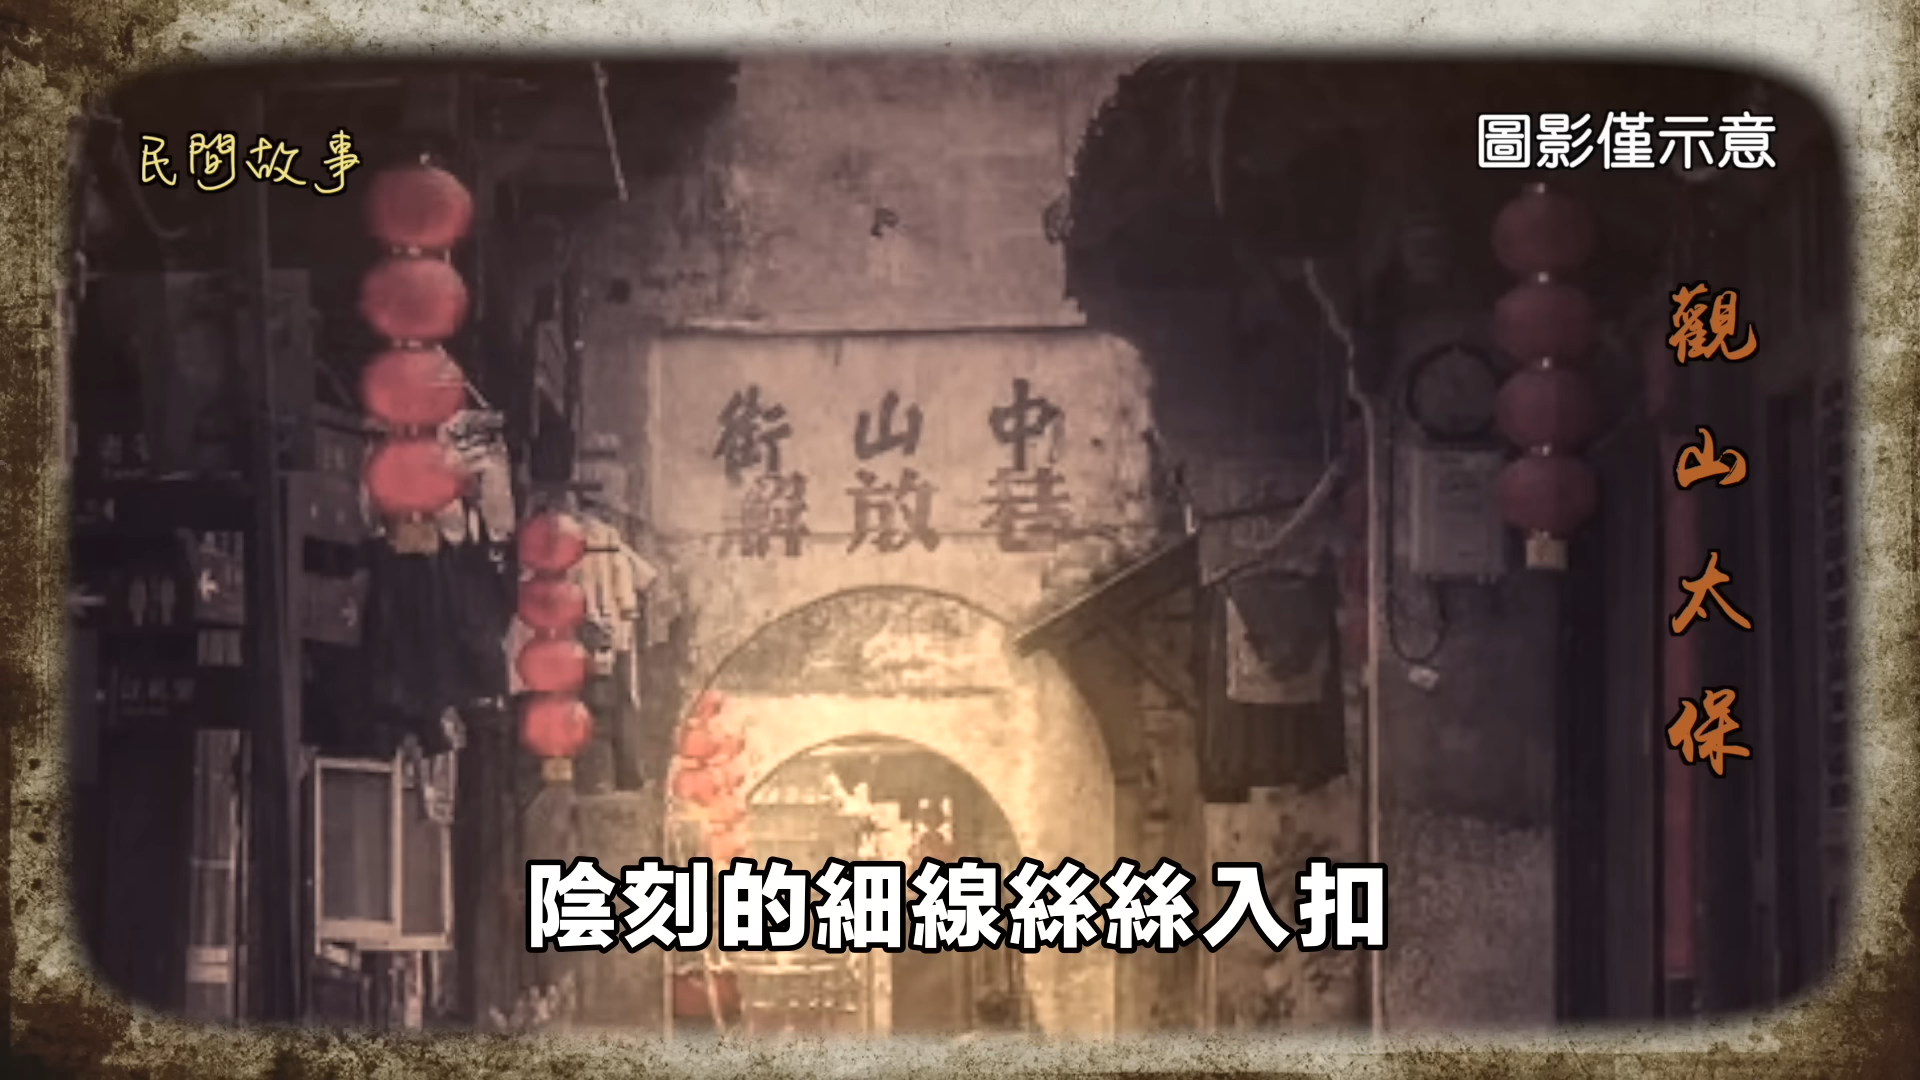 民間故事
圖影僅示意
觀山太保
街山中
解放巷
陰刻的細線絲絲入扣